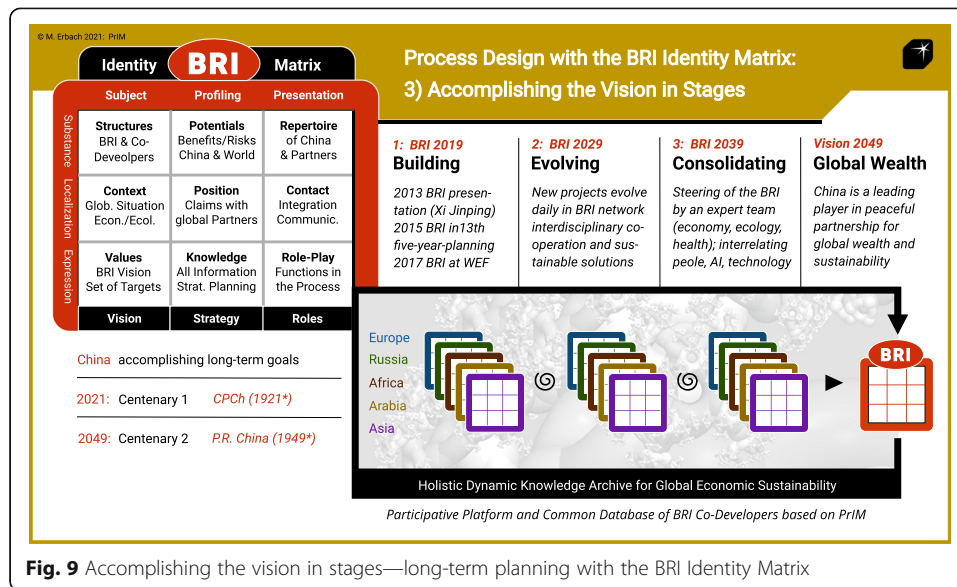 © M. Erbach 2021: PrIM
Identity BRI Matrix
Process Design with the BRI Identity Matrix:
3) Accomplishing the Vision in Stages
Subject Profiling Presentation
Substance
Localization
Expression
Structures
BRI & Co-
Deveolpers
Potentials
Benefits/Risks
China & World
Repertoire
of China
& Partners
Context
Glob. Situation
Econ./Ecol.
Position
Claims with
global Partners
Contact
Integration
Communic.
Values
BRI Vision
Set of Targets
Knowledge
All Information
Strat. Planning
Role-Play
Functions in
the Process
Vision Strategy Roles
1: BRI 2019
Building
2013 BRI presen-
tation (Xi Jinping)
2015 BRI in13th
five-year-planning
2017 BRI at WEF
2: BRI 2029
Evolving
New projects evolve
daily in BRI network
interdisciplinary co-
operation and sus-
tainable solutions
3: BRI 2039
Consolidating
Steering of the BRI
by an expert team
(economy, ecology,
health); interrelating
peole, AI, technology
Vision 2049
Global Wealth
China is a leading
player in peaceful
partnership for
global wealth and
sustainability
China accomplishing long-term goals
2021: Centenary 1 CPCh (1921*)
2049: Centenary 2 P.R. China (1949*)
Europe
Russia
Africa
Arabia
Asia
BRI
Holistic Dynamic Knowledge Archive for Global Economic Sustainability
Participative Platform and Common Database of BRI Co-Developers based on PrIM
Fig. 9 Accomplishing the vision in stages—long-term planning with the BRI Identity Matrix